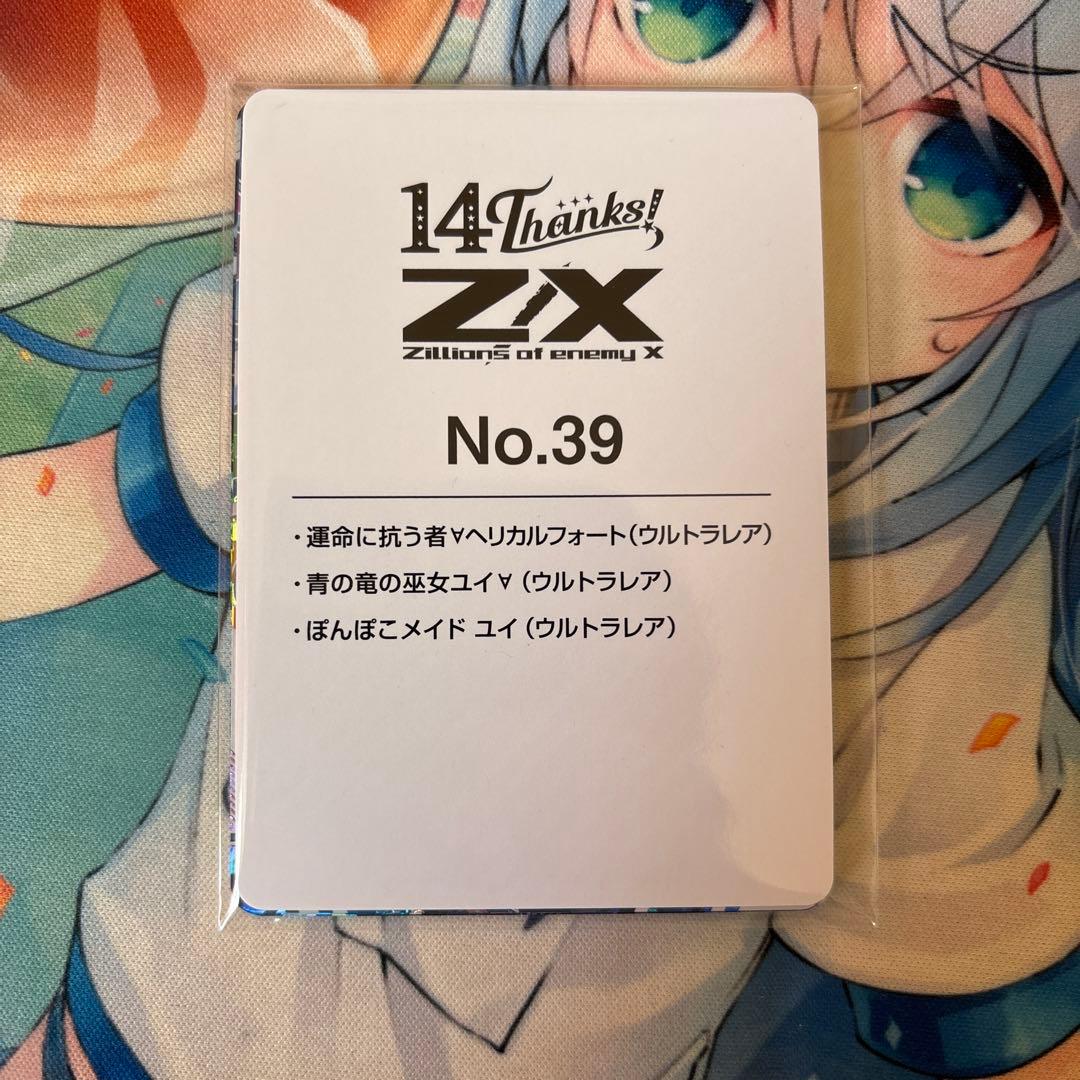 14Thanks!
Z/X
Zillions of enemy X
No.39
・運命に抗う者∀ヘリカルフォート(ウルトラレア)
・青の竜の巫女ユイ∀(ウルトラレア)
・ぽんぽこメイド ユイ(ウルトラレア)